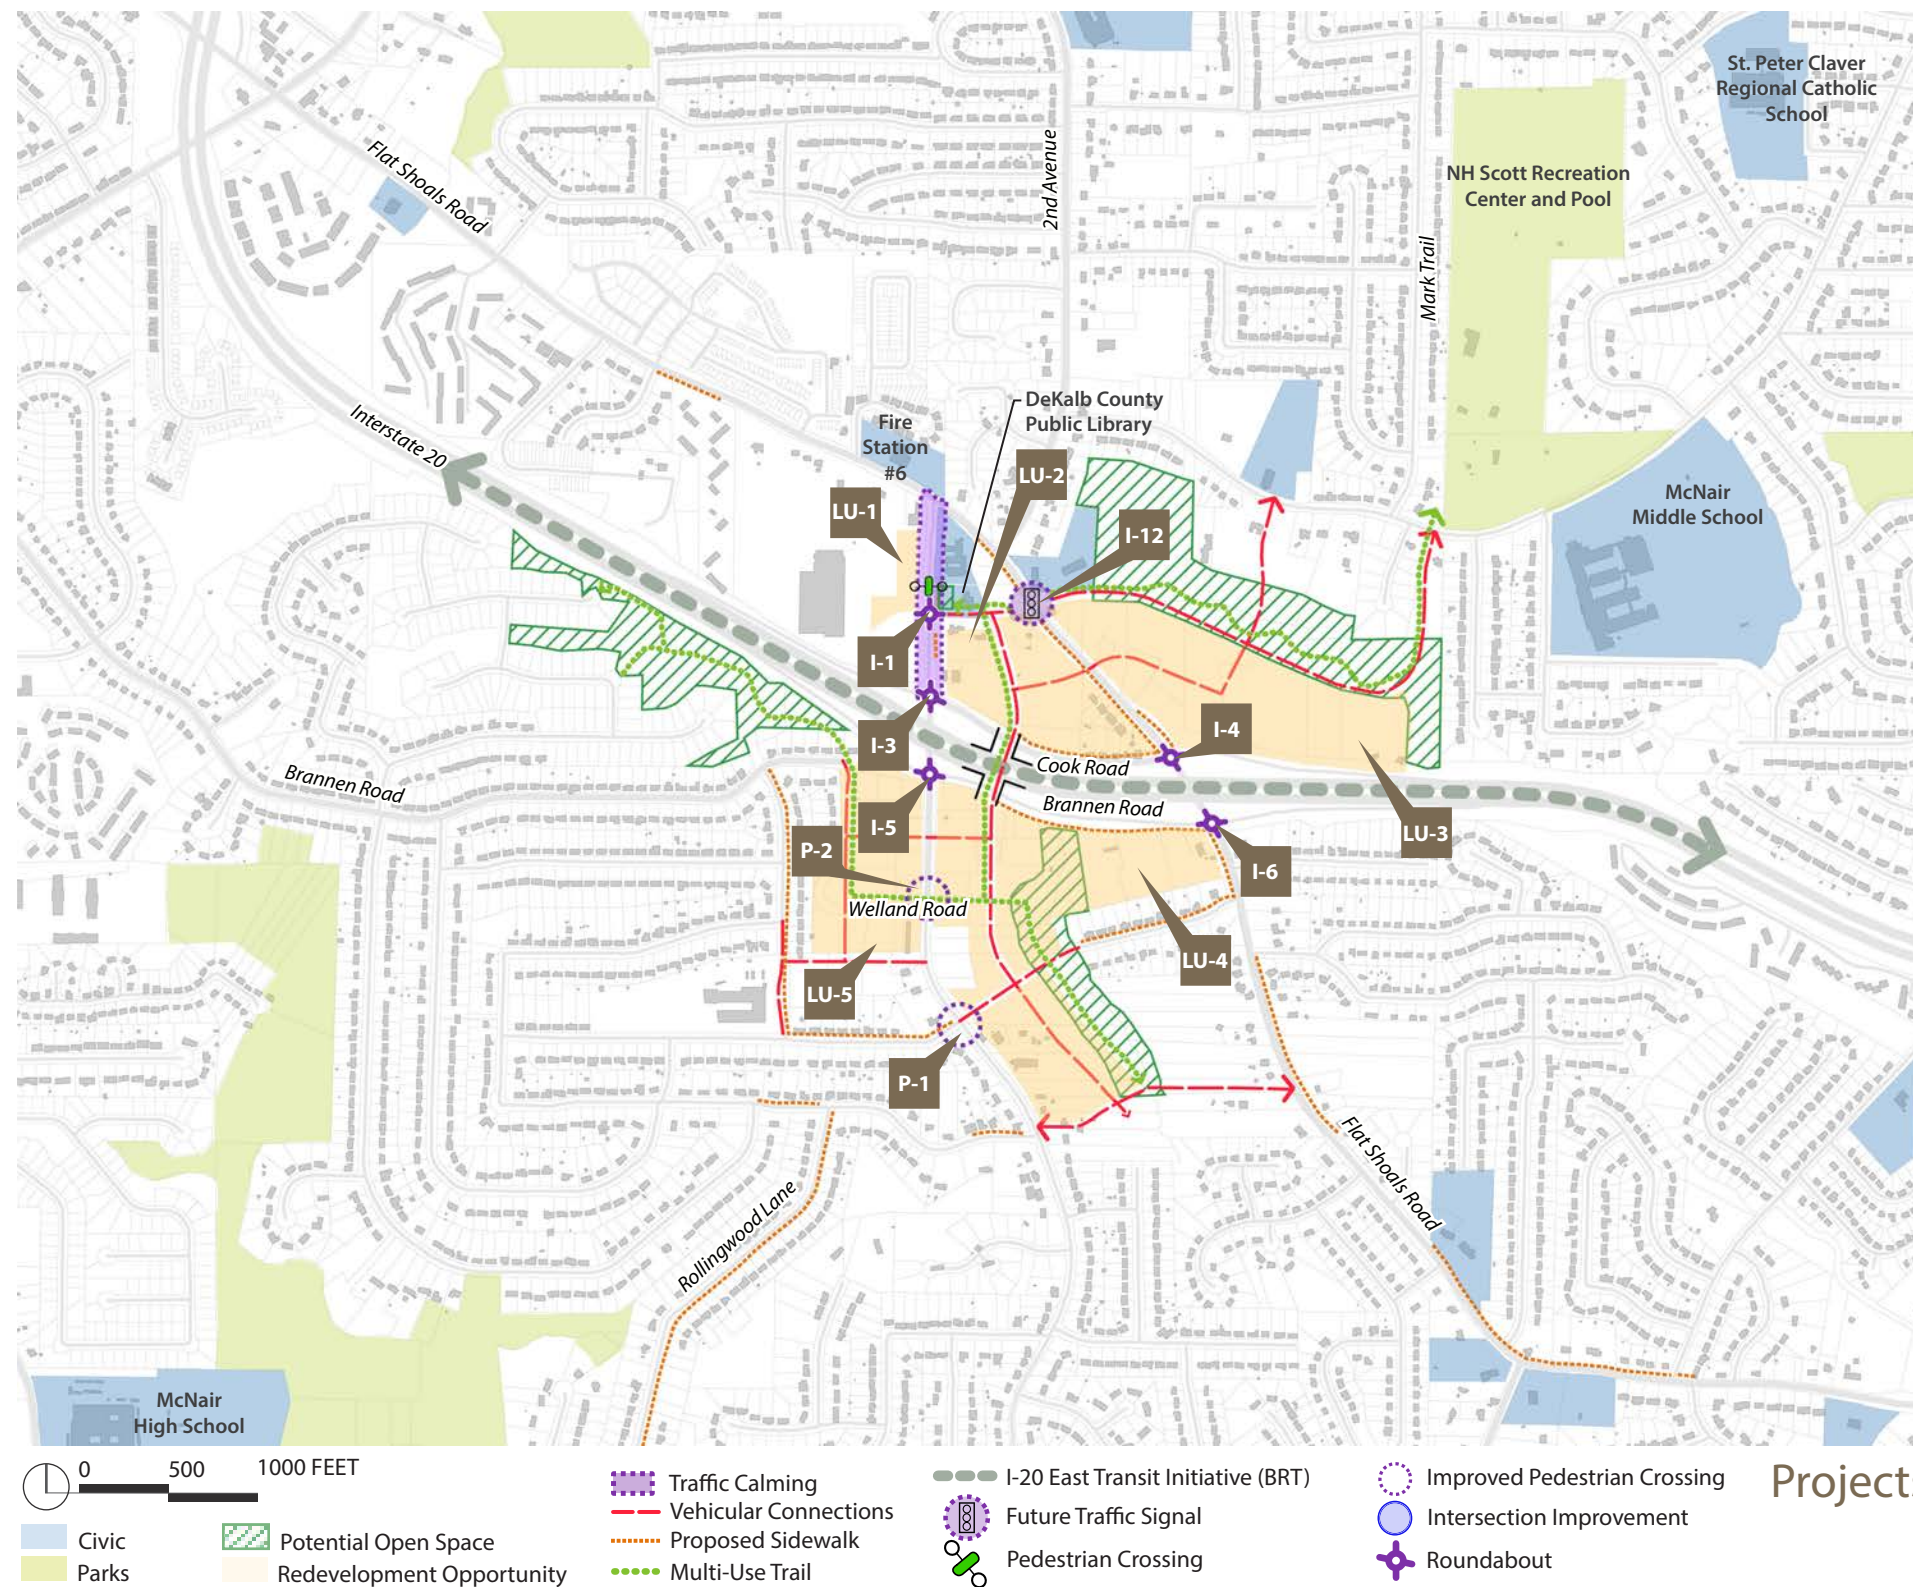 St. Peter Claver
Regional Catholic
School
Flat Shoals Road
2nd Avenue
NH Scott Recreation
Center and Pool
Mark Trail
DeKalb County
Public Library
Fire
Station
#6
Interstate 20
LU-2
LU-1
McNair
Middle School
I-12
I-1
I-3
I-4
Cook Road
Brannen Road
Brannen Road
I-5
LU-3
P-2
I-6
Welland Road
LU-4
LU-5
P-1
Flat Shoals Road
Rollingwood Lane
McNair
High School
0 500 1000 FEET
Civic
Parks
Potential Open Space
Redevelopment Opportunity
Traffic Calming
Vehicular Connections
Proposed Sidewalk
Multi-Use Trail
I-20 East Transit Initiative (BRT)
Future Traffic Signal
Pedestrian Crossing
Improved Pedestrian Crossing
Intersection Improvement
Roundabout
Projects